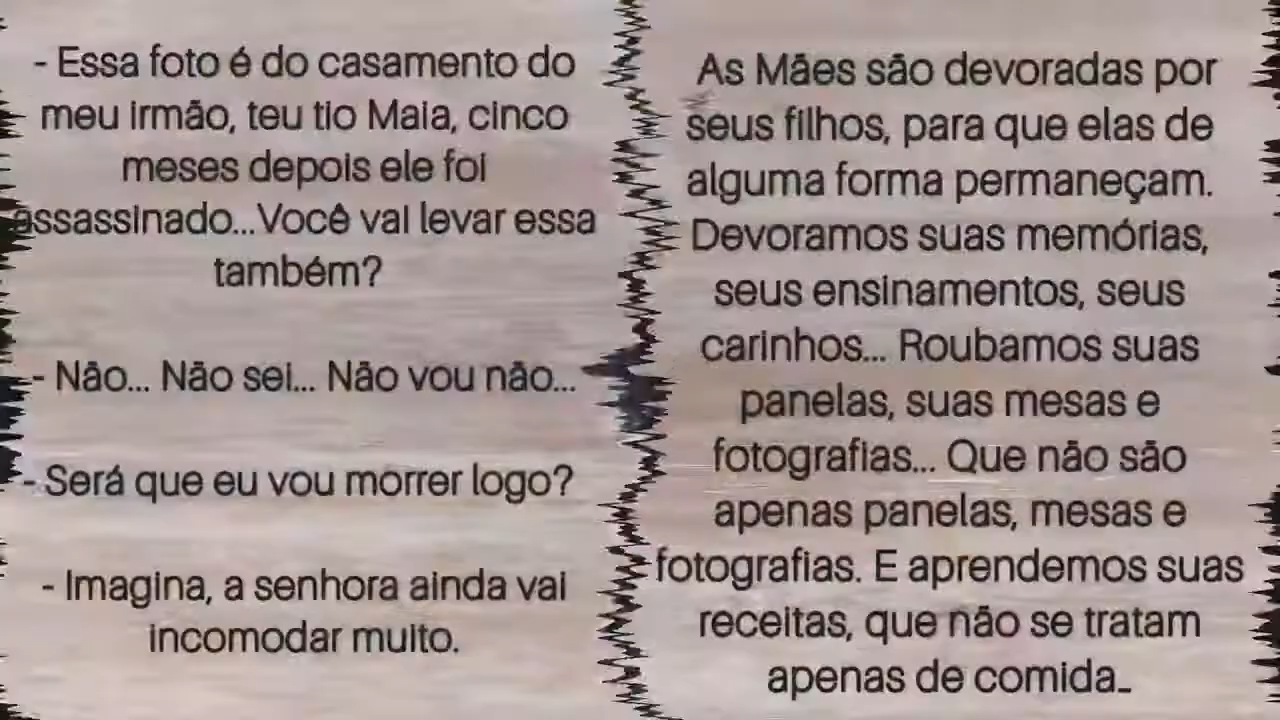 - Essa foto é do casamento do
meu irmão, teu tio Maia, cinco
meses depois ele foi
assassinado...Você vai levar essa
também?
- Não... Não sei... Não vou não...
- Será que eu vou morrer logo?
- Imagina, a senhora ainda vai
incomodar muito.
As Mães são devoradas por
seus filhos, para que elas de
alguma forma permaneçam.
Devoramos suas memórias,
seus ensinamentos, seus
carinhos... Roubamos suas
panelas, suas mesas e
fotografias... Que não são
apenas panelas, mesas e
fotografias. E aprendemos suas
receitas, que não se tratam
apenas de comida_